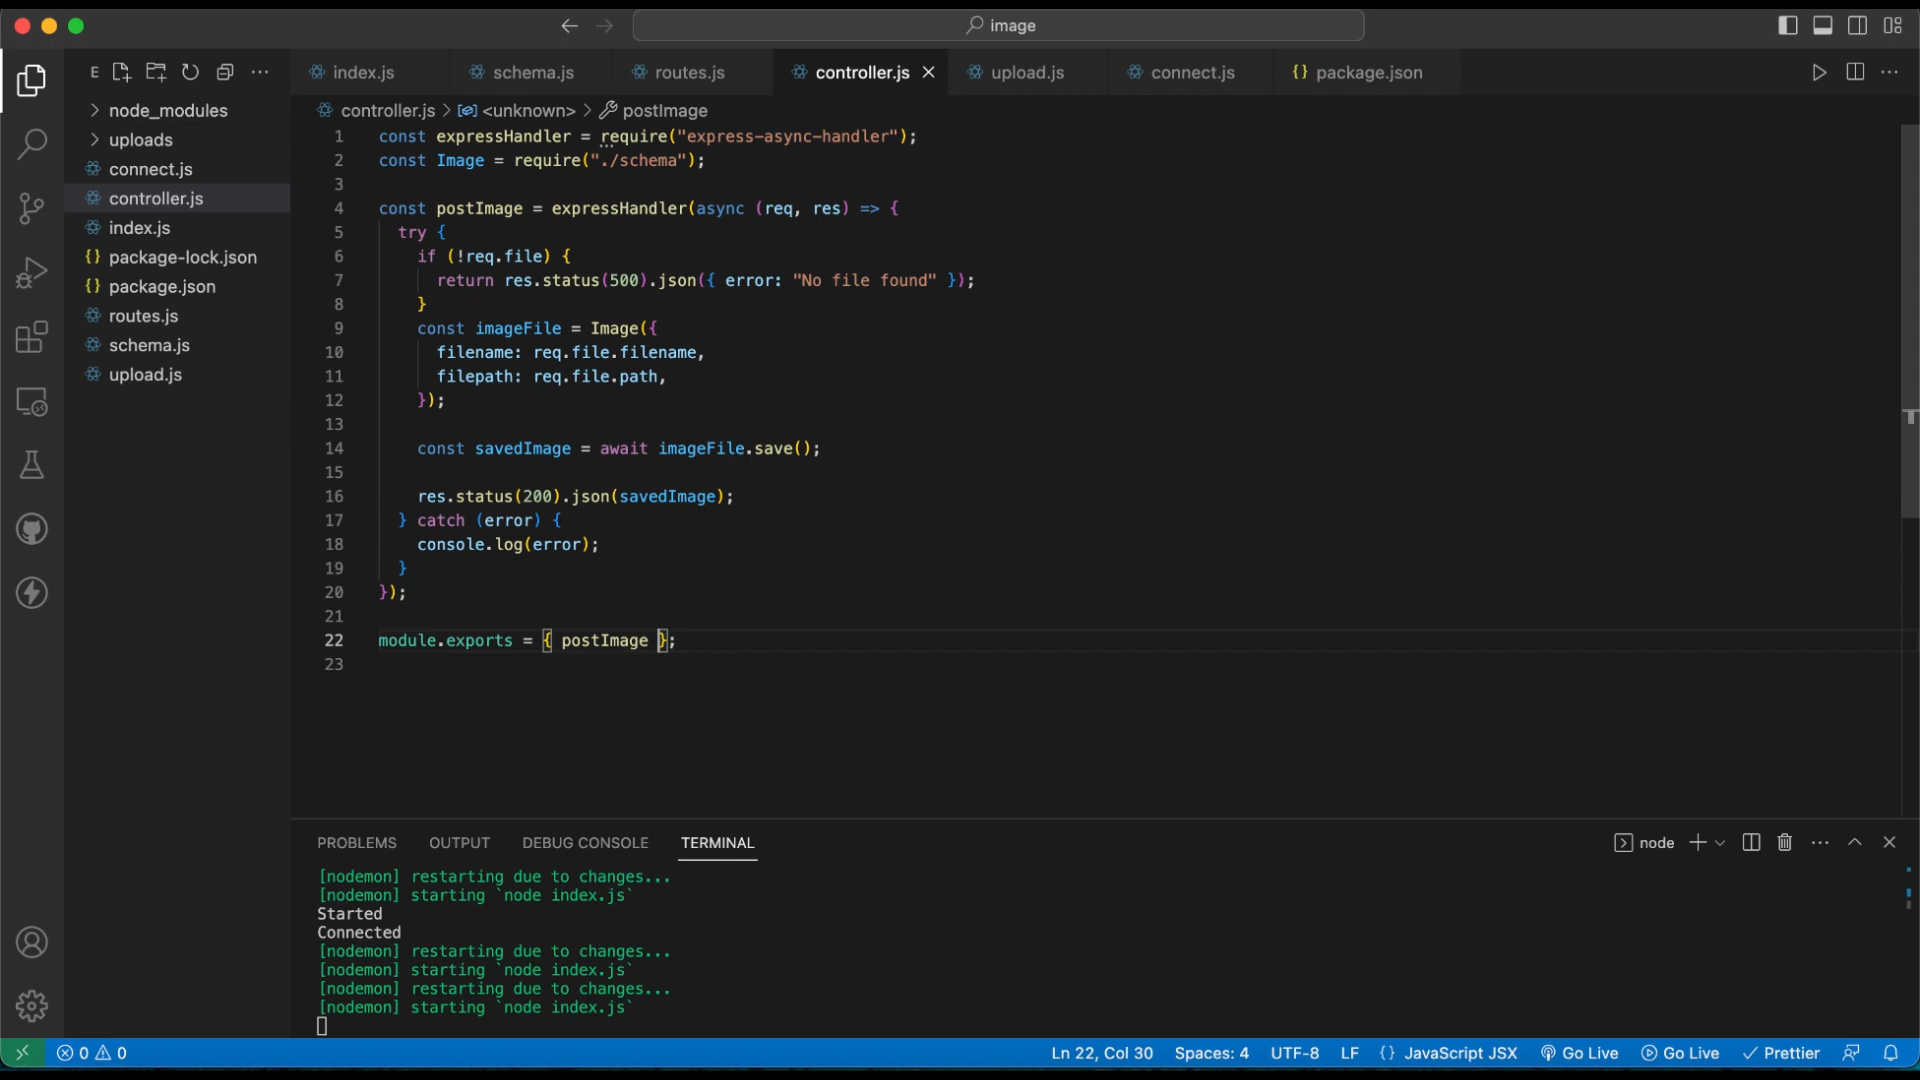 image
E
index.js
schema.js
routes.js
controller.js
upload.js
connect.js
{} package.json
controller.js > <unknown> > postImage
node_modules
uploads
connect.js
controller.js
index.js
{} package-lock.json
{} package.json
routes.js
schema.js
upload.js
1 const expressHandler = require("express-async-handler");
2 const Image = require("./schema");
3
4 const postImage = expressHandler(async (req, res) => {
5 try {
6 if (!req.file) {
7 return res.status(500).json({ error: "No file found" });
8 }
9 const imageFile = Image({
10 filename: req.file.filename,
11 filepath: req.file.path,
12 });
13
14 const savedImage = await imageFile.save();
15
16 res.status(200).json(savedImage);
17 } catch (error) {
18 console.log(error);
19 }
20 });
21
22 module.exports = { postImage };
23
PROBLEMS OUTPUT DEBUG CONSOLE TERMINAL
node
[nodemon] restarting due to changes...
[nodemon] starting `node index.js`
Started
Connected
[nodemon] restarting due to changes...
[nodemon] starting `node index.js`
[nodemon] restarting due to changes...
[nodemon] starting `node index.js`
0 0 Ln 22, Col 30 Spaces: 4 UTF-8 LF {} JavaScript JSX Go Live Go Live Prettier